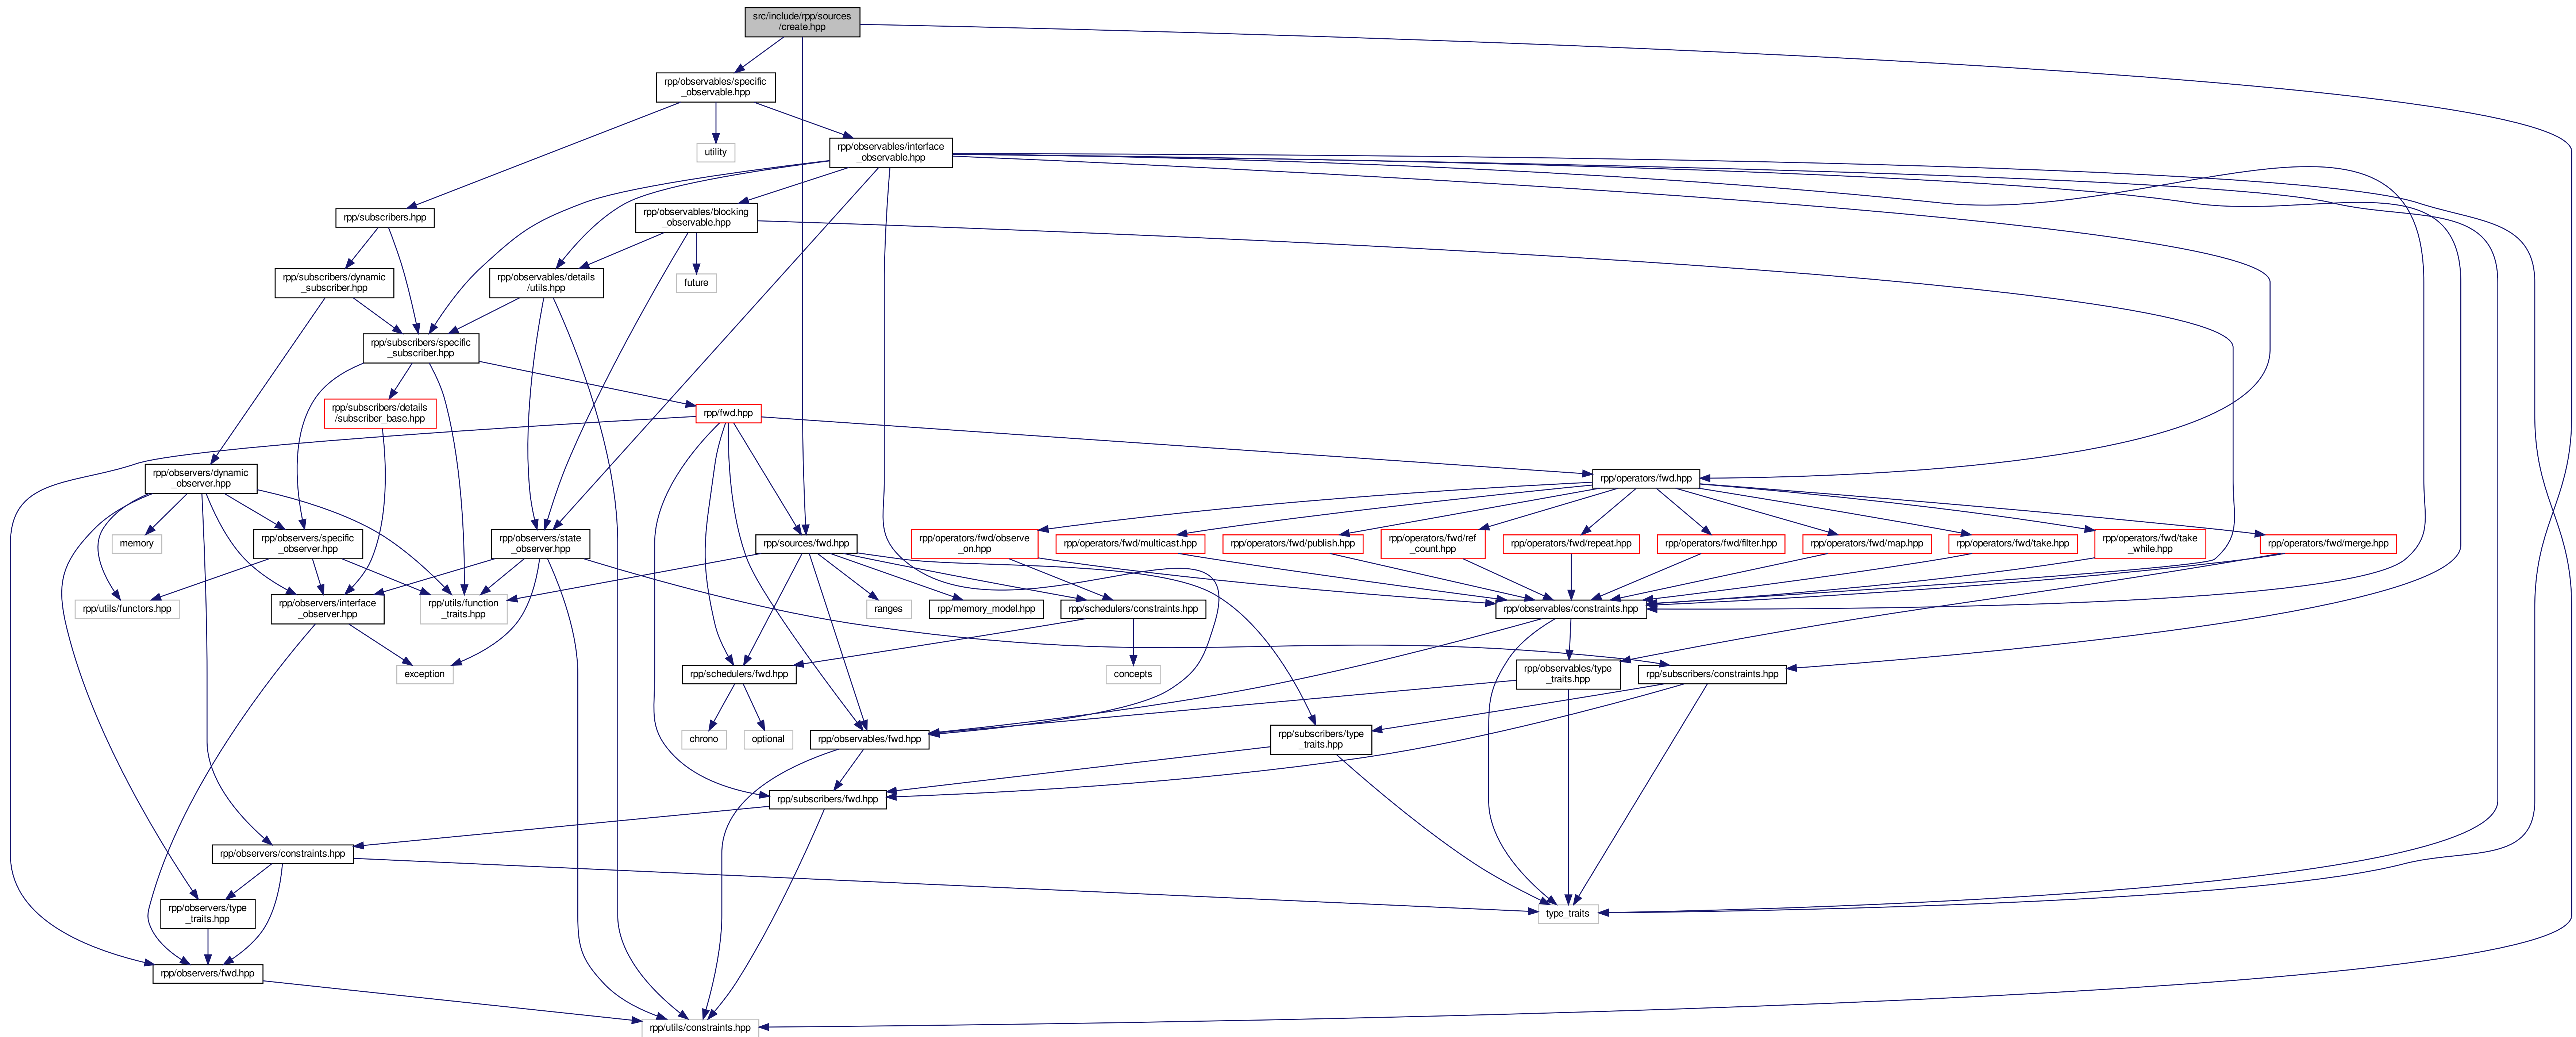 src/include/rpp/sources
/create.hpp
rpp/observables/specific
_observable.hpp
utility
rpp/observables/interface
_observable.hpp
rpp/subscribers.hpp
rpp/observables/blocking
_observable.hpp
rpp/subscribers/dynamic
_subscriber.hpp
rpp/observables/details
/utils.hpp
future
rpp/subscribers/specific
_subscriber.hpp
rpp/subscribers/details
/subscriber_base.hpp
rpp/fwd.hpp
rpp/observers/dynamic
_observer.hpp
rpp/operators/fwd.hpp
memory
rpp/observers/specific
_observer.hpp
rpp/observers/state
_observer.hpp
rpp/sources/fwd.hpp
rpp/operators/fwd/observe
_on.hpp
rpp/operators/fwd/multicast.hpp
rpp/operators/fwd/publish.hpp
rpp/operators/fwd/ref
_count.hpp
rpp/operators/fwd/repeat.hpp
rpp/operators/fwd/filter.hpp
rpp/operators/fwd/map.hpp
rpp/operators/fwd/take.hpp
rpp/operators/fwd/take
_while.hpp
rpp/operators/fwd/merge.hpp
rpp/utils/functors.hpp
rpp/observers/interface
_observer.hpp
rpp/utils/function
_traits.hpp
ranges
rpp/memory_model.hpp
rpp/schedulers/constraints.hpp
rpp/observables/constraints.hpp
exception
rpp/schedulers/fwd.hpp
concepts
rpp/observables/type
_traits.hpp
rpp/subscribers/constraints.hpp
chrono
optional
rpp/observables/fwd.hpp
rpp/subscribers/type
_traits.hpp
rpp/subscribers/fwd.hpp
rpp/observers/constraints.hpp
rpp/observers/type
_traits.hpp
type_traits
rpp/observers/fwd.hpp
rpp/utils/constraints.hpp